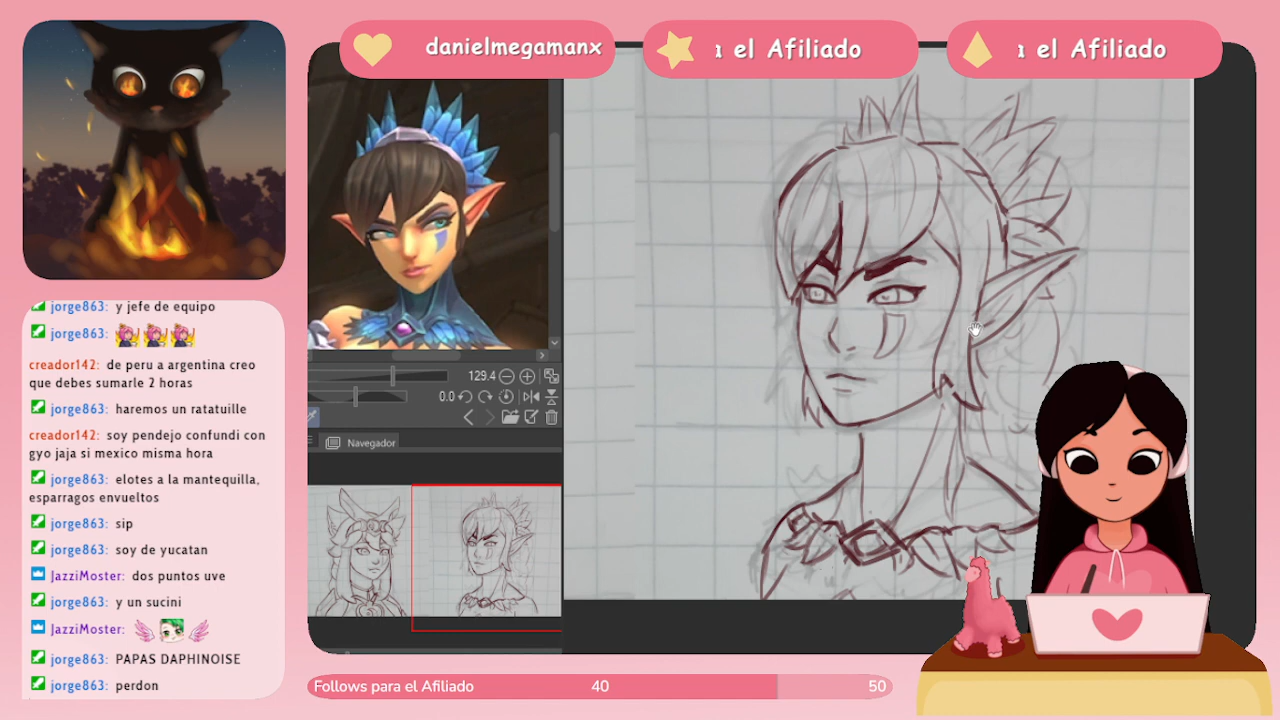 danielmegamanx
el Afiliado
el Afiliado
jorge863: y jefe de equipo
jorge863:
creador142: de peru a argentina creo
que debes sumarle 2 horas
jorge863: haremos un ratatuille
creador142: soy pendejo confundi con
gyo jaja si mexico misma hora
jorge863: elotes a la mantequilla,
esparragos envueltos
jorge863: sip
jorge863: soy de yucatan
JazziMoster: dos puntos uve
jorge863: y un sucini
JazziMoster:
jorge863: PAPAS DAPHINOISE
jorge863: perdon
129.4
0.0
Navegador
Follows para el Afiliado 40 50